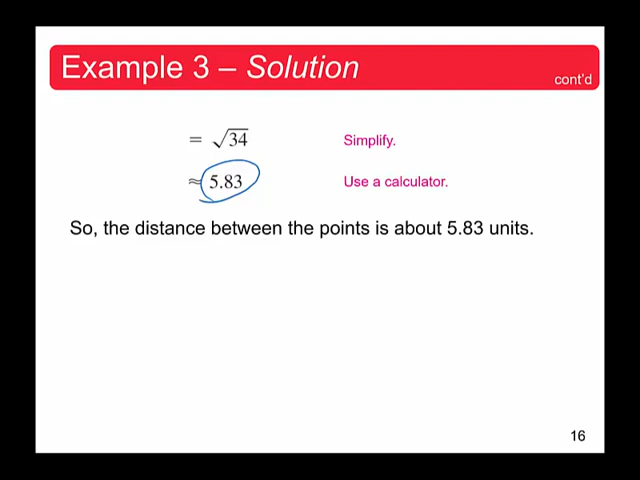 Example 3 – Solution
cont'd
= √34 Simplify.
≈ 5.83 Use a calculator.
So, the distance between the points is about 5.83 units.
16